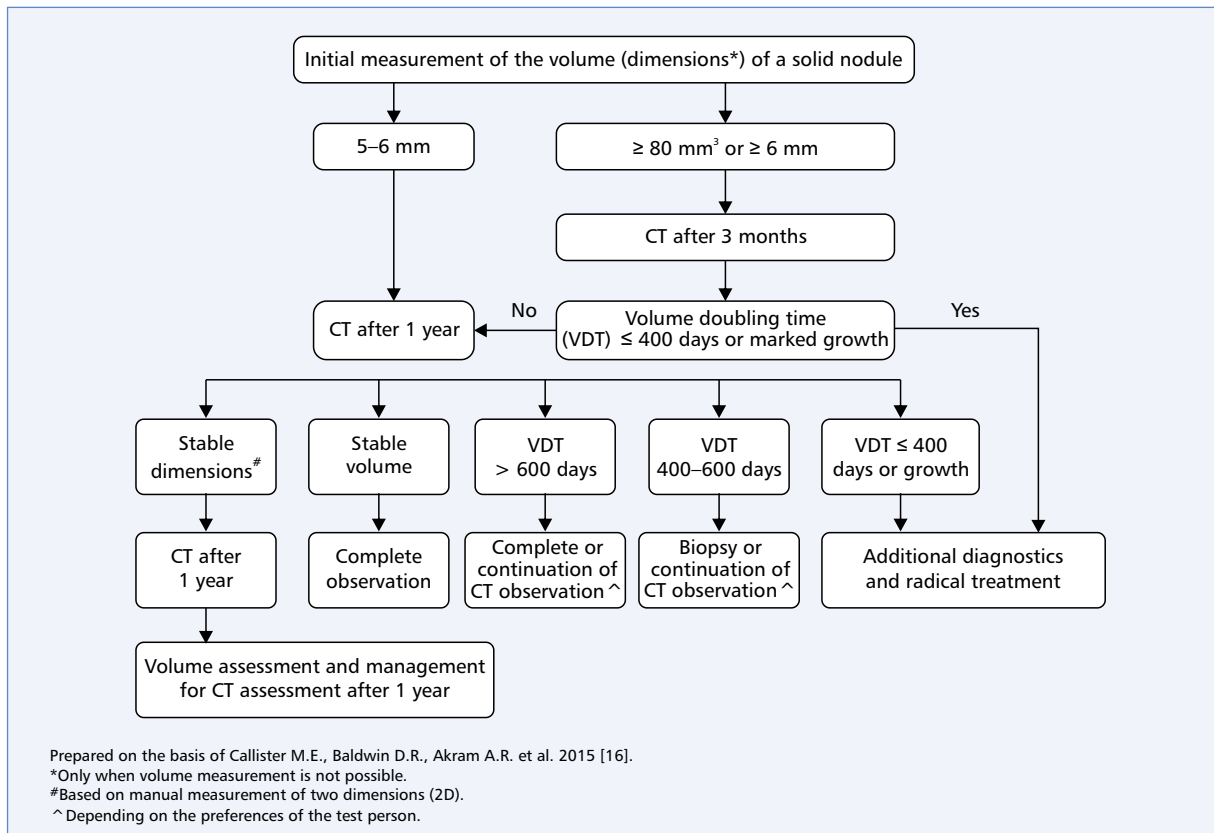 Initial measurement of the volume (dimensions*) of a solid nodule
5–6 mm
≥ 80 mm³ or ≥ 6 mm
CT after 3 months
CT after 1 year
No
Volume doubling time
(VDT) ≤ 400 days or marked growth
Yes
Stable
dimensions#
Stable
volume
VDT
> 600 days
VDT
400–600 days
VDT ≤ 400
days or growth
CT after
1 year
Complete
observation
Complete or
continuation of
CT observation^
Biopsy or
continuation of
CT observation^
Additional diagnostics
and radical treatment
Volume assessment and management
for CT assessment after 1 year
Prepared on the basis of Callister M.E., Baldwin D.R., Akram A.R. et al. 2015 [16].
*Only when volume measurement is not possible.
#Based on manual measurement of two dimensions (2D).
^Depending on the preferences of the test person.